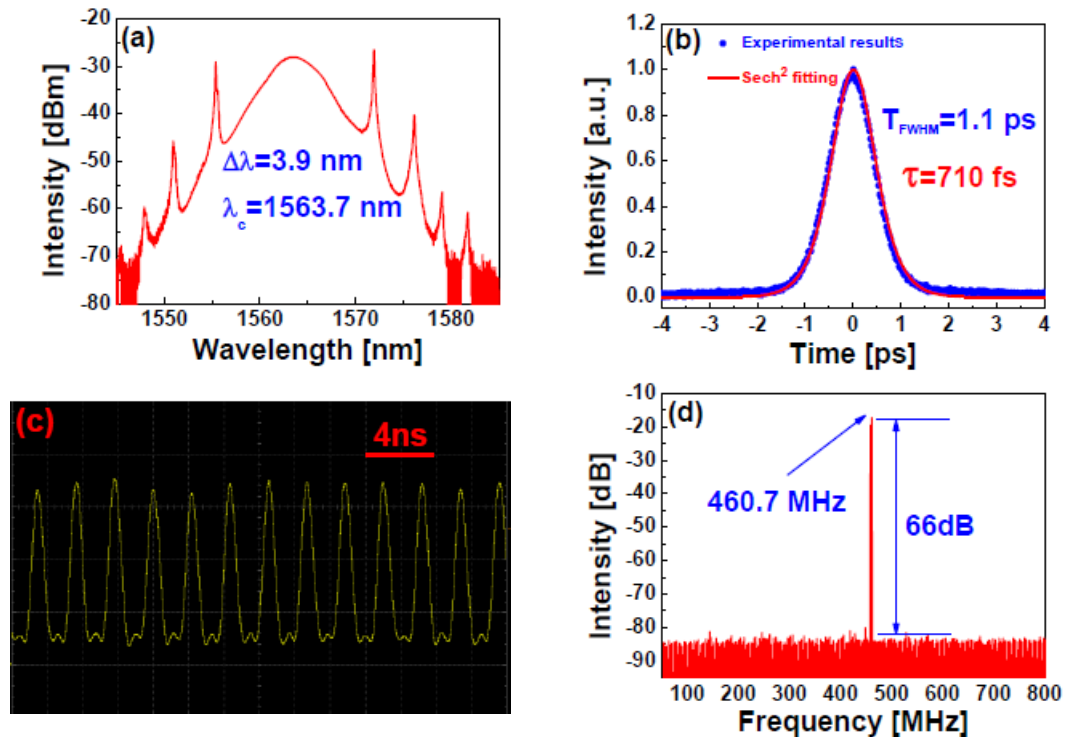 (a)
Intensity [dBm]
-20
-30
-40
-50
-60
-70
-80
Δλ=3.9 nm
λc=1563.7 nm
1550 1560 1570 1580
Wavelength [nm]
(b)
Intensity [a.u.]
1.2
1.0
0.8
0.6
0.4
0.2
0.0
Experimental results
Sech² fitting
TFWHM=1.1 ps
τ=710 fs
-4 -3 -2 -1 0 1 2 3 4
Time [ps]
(c)
4ns
(d)
Intensity [dB]
-10
-20
-30
-40
-50
-60
-70
-80
-90
460.7 MHz
66dB
100 200 300 400 500 600 700 800
Frequency [MHz]